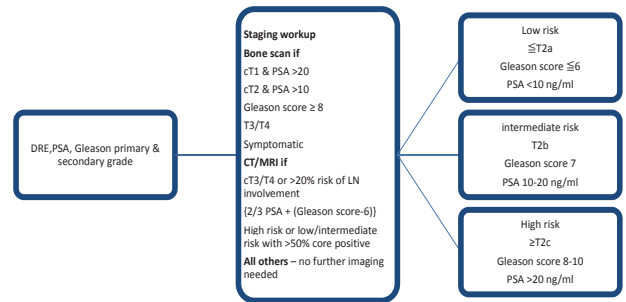 DRE,PSA, Gleason primary &
secondary grade
Staging workup
Bone scan if
cT1 & PSA >20
cT2 & PSA >10
Gleason score ≥ 8
T3/T4
Symptomatic
CT/MRI if
cT3/T4 or >20% risk of LN
involvement
{2/3 PSA + (Gleason score-6)}
High risk or low/intermediate
risk with >50% core positive
All others – no further imaging
needed
Low risk
≦T2a
Gleason score ≦6
PSA <10 ng/ml
intermediate risk
T2b
Gleason score 7
PSA 10-20 ng/ml
High risk
≥T2c
Gleason score 8-10
PSA >20 ng/ml